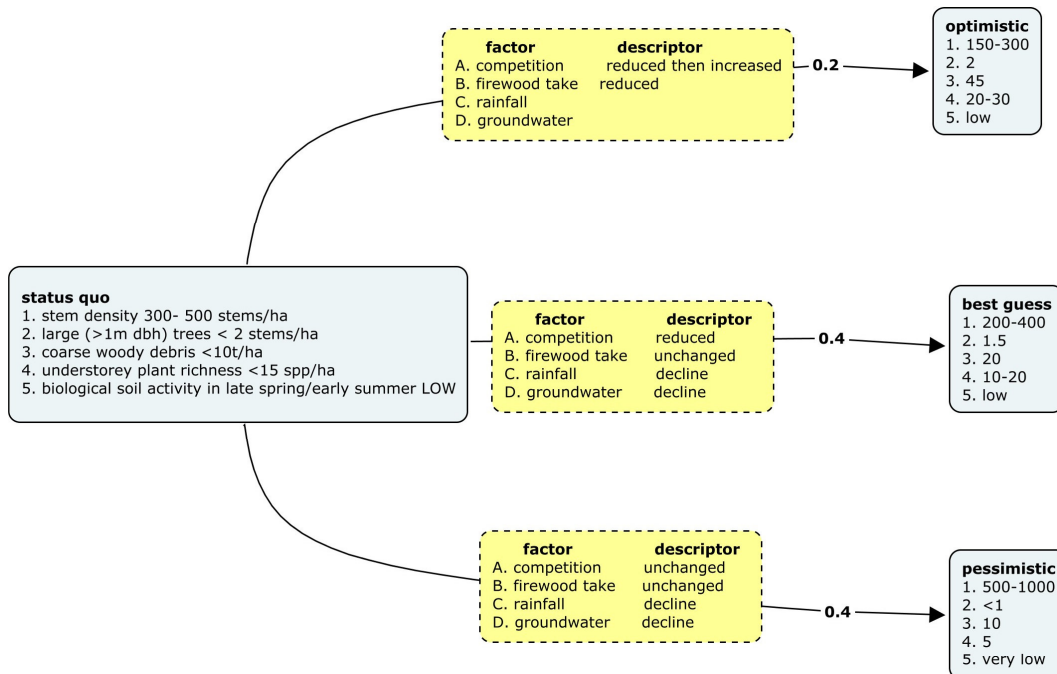 factor descriptor
A. competition reduced then increased
B. firewood take reduced
C. rainfall
D. groundwater
0.2
optimistic
1. 150-300
2. 2
3. 45
4. 20-30
5. low
status quo
1. stem density 300- 500 stems/ha
2. large (>1m dbh) trees < 2 stems/ha
3. coarse woody debris <10t/ha
4. understorey plant richness <15 spp/ha
5. biological soil activity in late spring/early summer LOW
factor descriptor
A. competition reduced
B. firewood take unchanged
C. rainfall decline
D. groundwater decline
0.4
best guess
1. 200-400
2. 1.5
3. 20
4. 10-20
5. low
factor descriptor
A. competition unchanged
B. firewood take unchanged
C. rainfall decline
D. groundwater decline
0.4
pessimistic
1. 500-1000
2. <1
3. 10
4. 5
5. very low